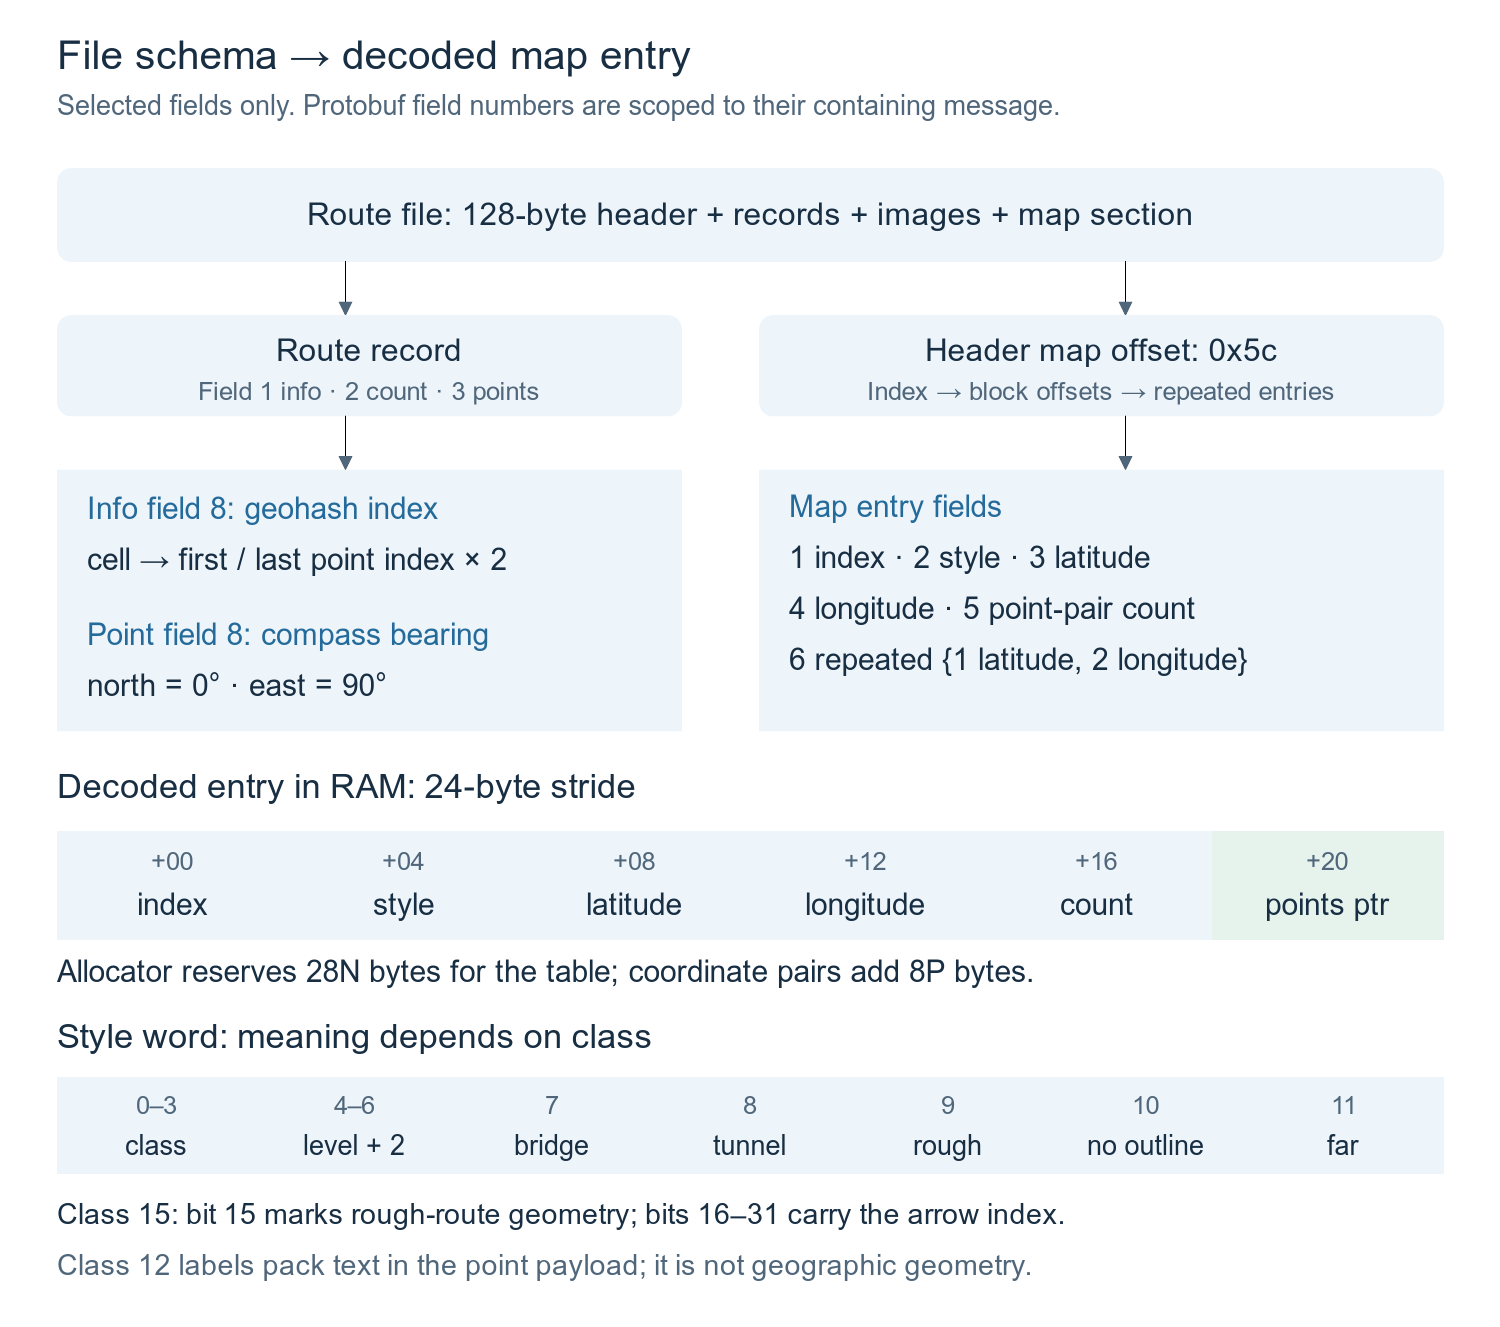 File schema → decoded map entry
Selected fields only. Protobuf field numbers are scoped to their containing message.
Route file: 128-byte header + records + images + map section
Route record
Field 1 info · 2 count · 3 points
Header map offset: 0x5c
Index → block offsets → repeated entries
Info field 8: geohash index
cell → first / last point index × 2
Point field 8: compass bearing
north = 0° · east = 90°
Map entry fields
1 index · 2 style · 3 latitude
4 longitude · 5 point-pair count
6 repeated {1 latitude, 2 longitude}
Decoded entry in RAM: 24-byte stride
+00 +04 +08 +12 +16 +20
index style latitude longitude count points ptr
Allocator reserves 28N bytes for the table; coordinate pairs add 8P bytes.
Style word: meaning depends on class
0–3 4–6 7 8 9 10 11
class level + 2 bridge tunnel rough no outline far
Class 15: bit 15 marks rough-route geometry; bits 16–31 carry the arrow index.
Class 12 labels pack text in the point payload; it is not geographic geometry.